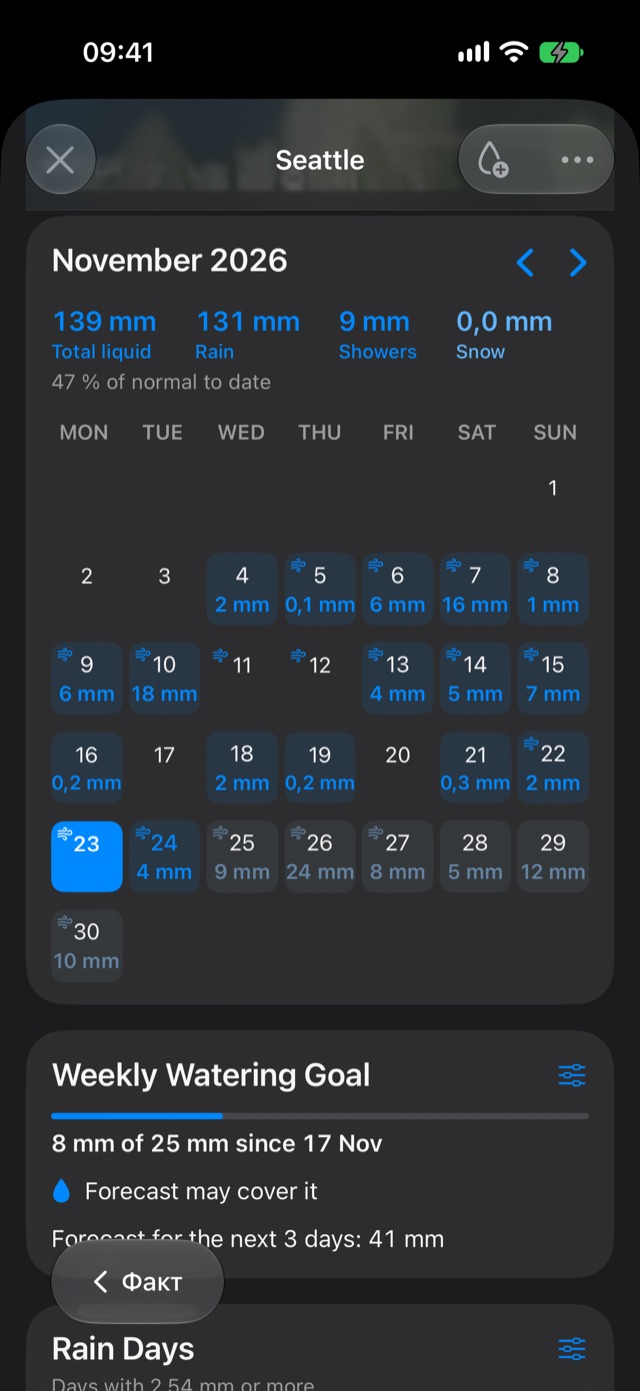 09:41
Seattle
November 2026
139 mm 131 mm 9 mm 0,0 mm
Total liquid Rain Showers Snow
47 % of normal to date
MON TUE WED THU FRI SAT SUN
1
2 3 4 5 6 7 8
2 mm 0,1 mm 6 mm 16 mm 1 mm
9 10 11 12 13 14 15
6 mm 18 mm 4 mm 5 mm 7 mm
16 17 18 19 20 21 22
0,2 mm 2 mm 0,2 mm 0,3 mm 2 mm
23 24 25 26 27 28 29
4 mm 9 mm 24 mm 8 mm 5 mm 12 mm
30
10 mm
Weekly Watering Goal
8 mm of 25 mm since 17 Nov
Forecast may cover it
Forecast for the next 3 days: 41 mm
Факт
Rain Days
Days with 2,54 mm or more